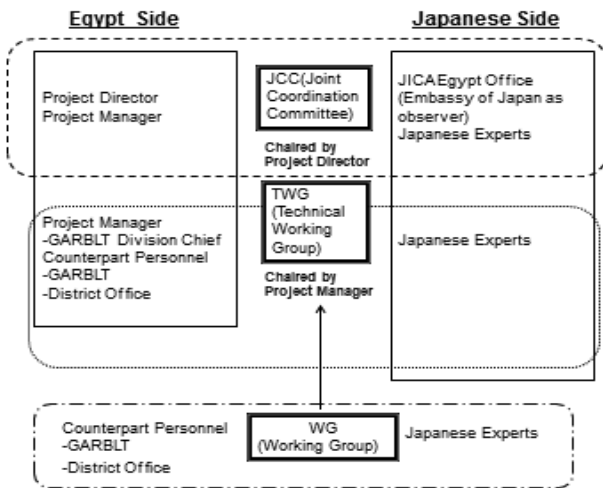 Egypt Side
Japanese Side
Project Director
Project Manager
JCC(Joint
Coordination
Committee)
Chaired by
Project Director
JICAEgypt Office
(Embassy of Japan as
observer)
Japanese Experts
Project Manager
-GARBLT Division Chief
Counterpart Personnel
-GARBLT
-District Office
TWG
(Technical
Working
Group)
Chaired by
Project Manager
Japanese Experts
Counterpart Personnel
-GARBLT
-District Office
WG
(Working Group)
Japanese Experts